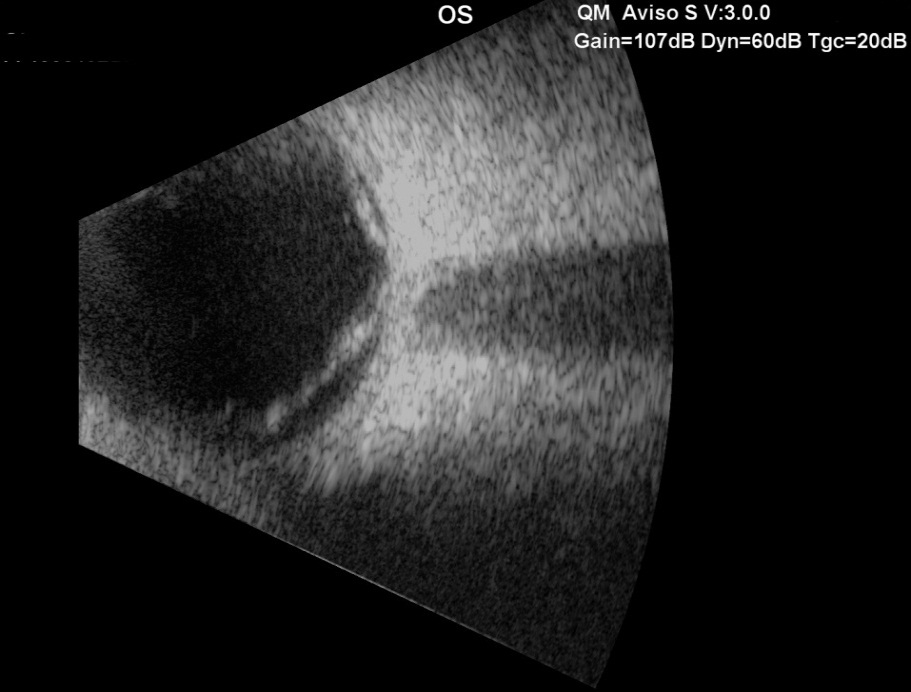 OS
QM Aviso S V:3.0.0
Gain=107dB Dyn=60dB Tgc=20dB